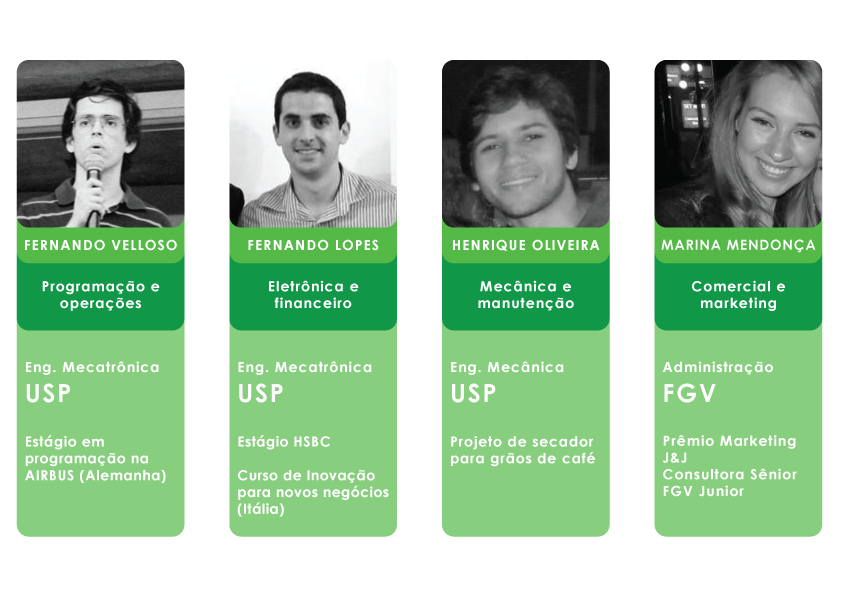 FERNANDO VELLOSO
Programação e
operações
Eng. Mecatrônica
USP
Estágio em
programação na
AIRBUS (Alemanha)
FERNANDO LOPES
Eletrônica e
financeiro
Eng. Mecatrônica
USP
Estágio HSBC
Curso de Inovação
para novos negócios
(Itália)
HENRIQUE OLIVEIRA
Mecânica e
manutenção
Eng. Mecânica
USP
Projeto de secador
para grãos de café
MARINA MENDONÇA
Comercial e
marketing
Administração
FGV
Prêmio Marketing
J&J
Consultora Sênior
FGV Junior